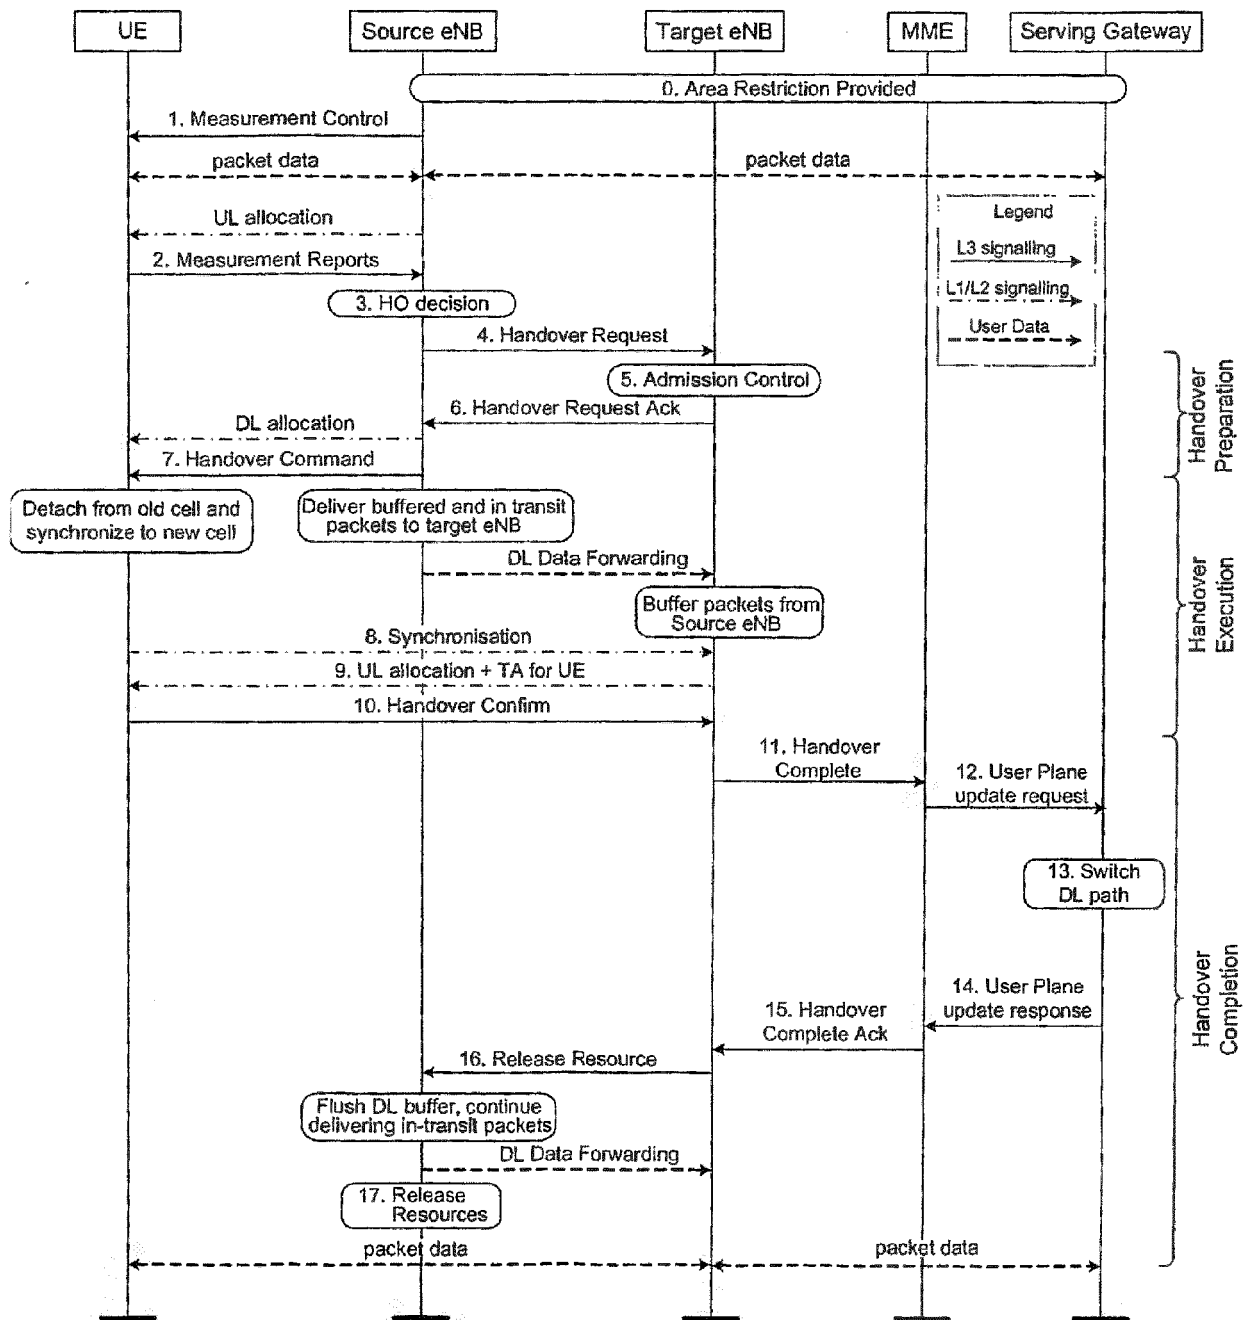 UE
Source eNB
Target eNB
MME
Serving Gateway
0. Area Restriction Provided
1. Measurement Control
packet data
packet data
UL allocation
Legend
L3 signalling
L1/L2 signalling
User Data
2. Measurement Reports
3. HO decision
4. Handover Request
5. Admission Control
6. Handover Request Ack
DL allocation
7. Handover Command
Handover
Preparation
Detach from old cell and
synchronize to new cell
Deliver buffered and in transit
packets to target eNB
DL Data Forwarding
Buffer packets from
Source eNB
8. Synchronisation
9. UL allocation + TA for UE
10. Handover Confirm
Handover
Execution
11. Handover
Complete
12. User Plane
update request
13. Switch
DL path
14. User Plane
update response
15. Handover
Complete Ack
16. Release Resource
Flush DL buffer, continue
delivering in-transit packets
DL Data Forwarding
17. Release
Resources
packet data
packet data
Handover
Completion